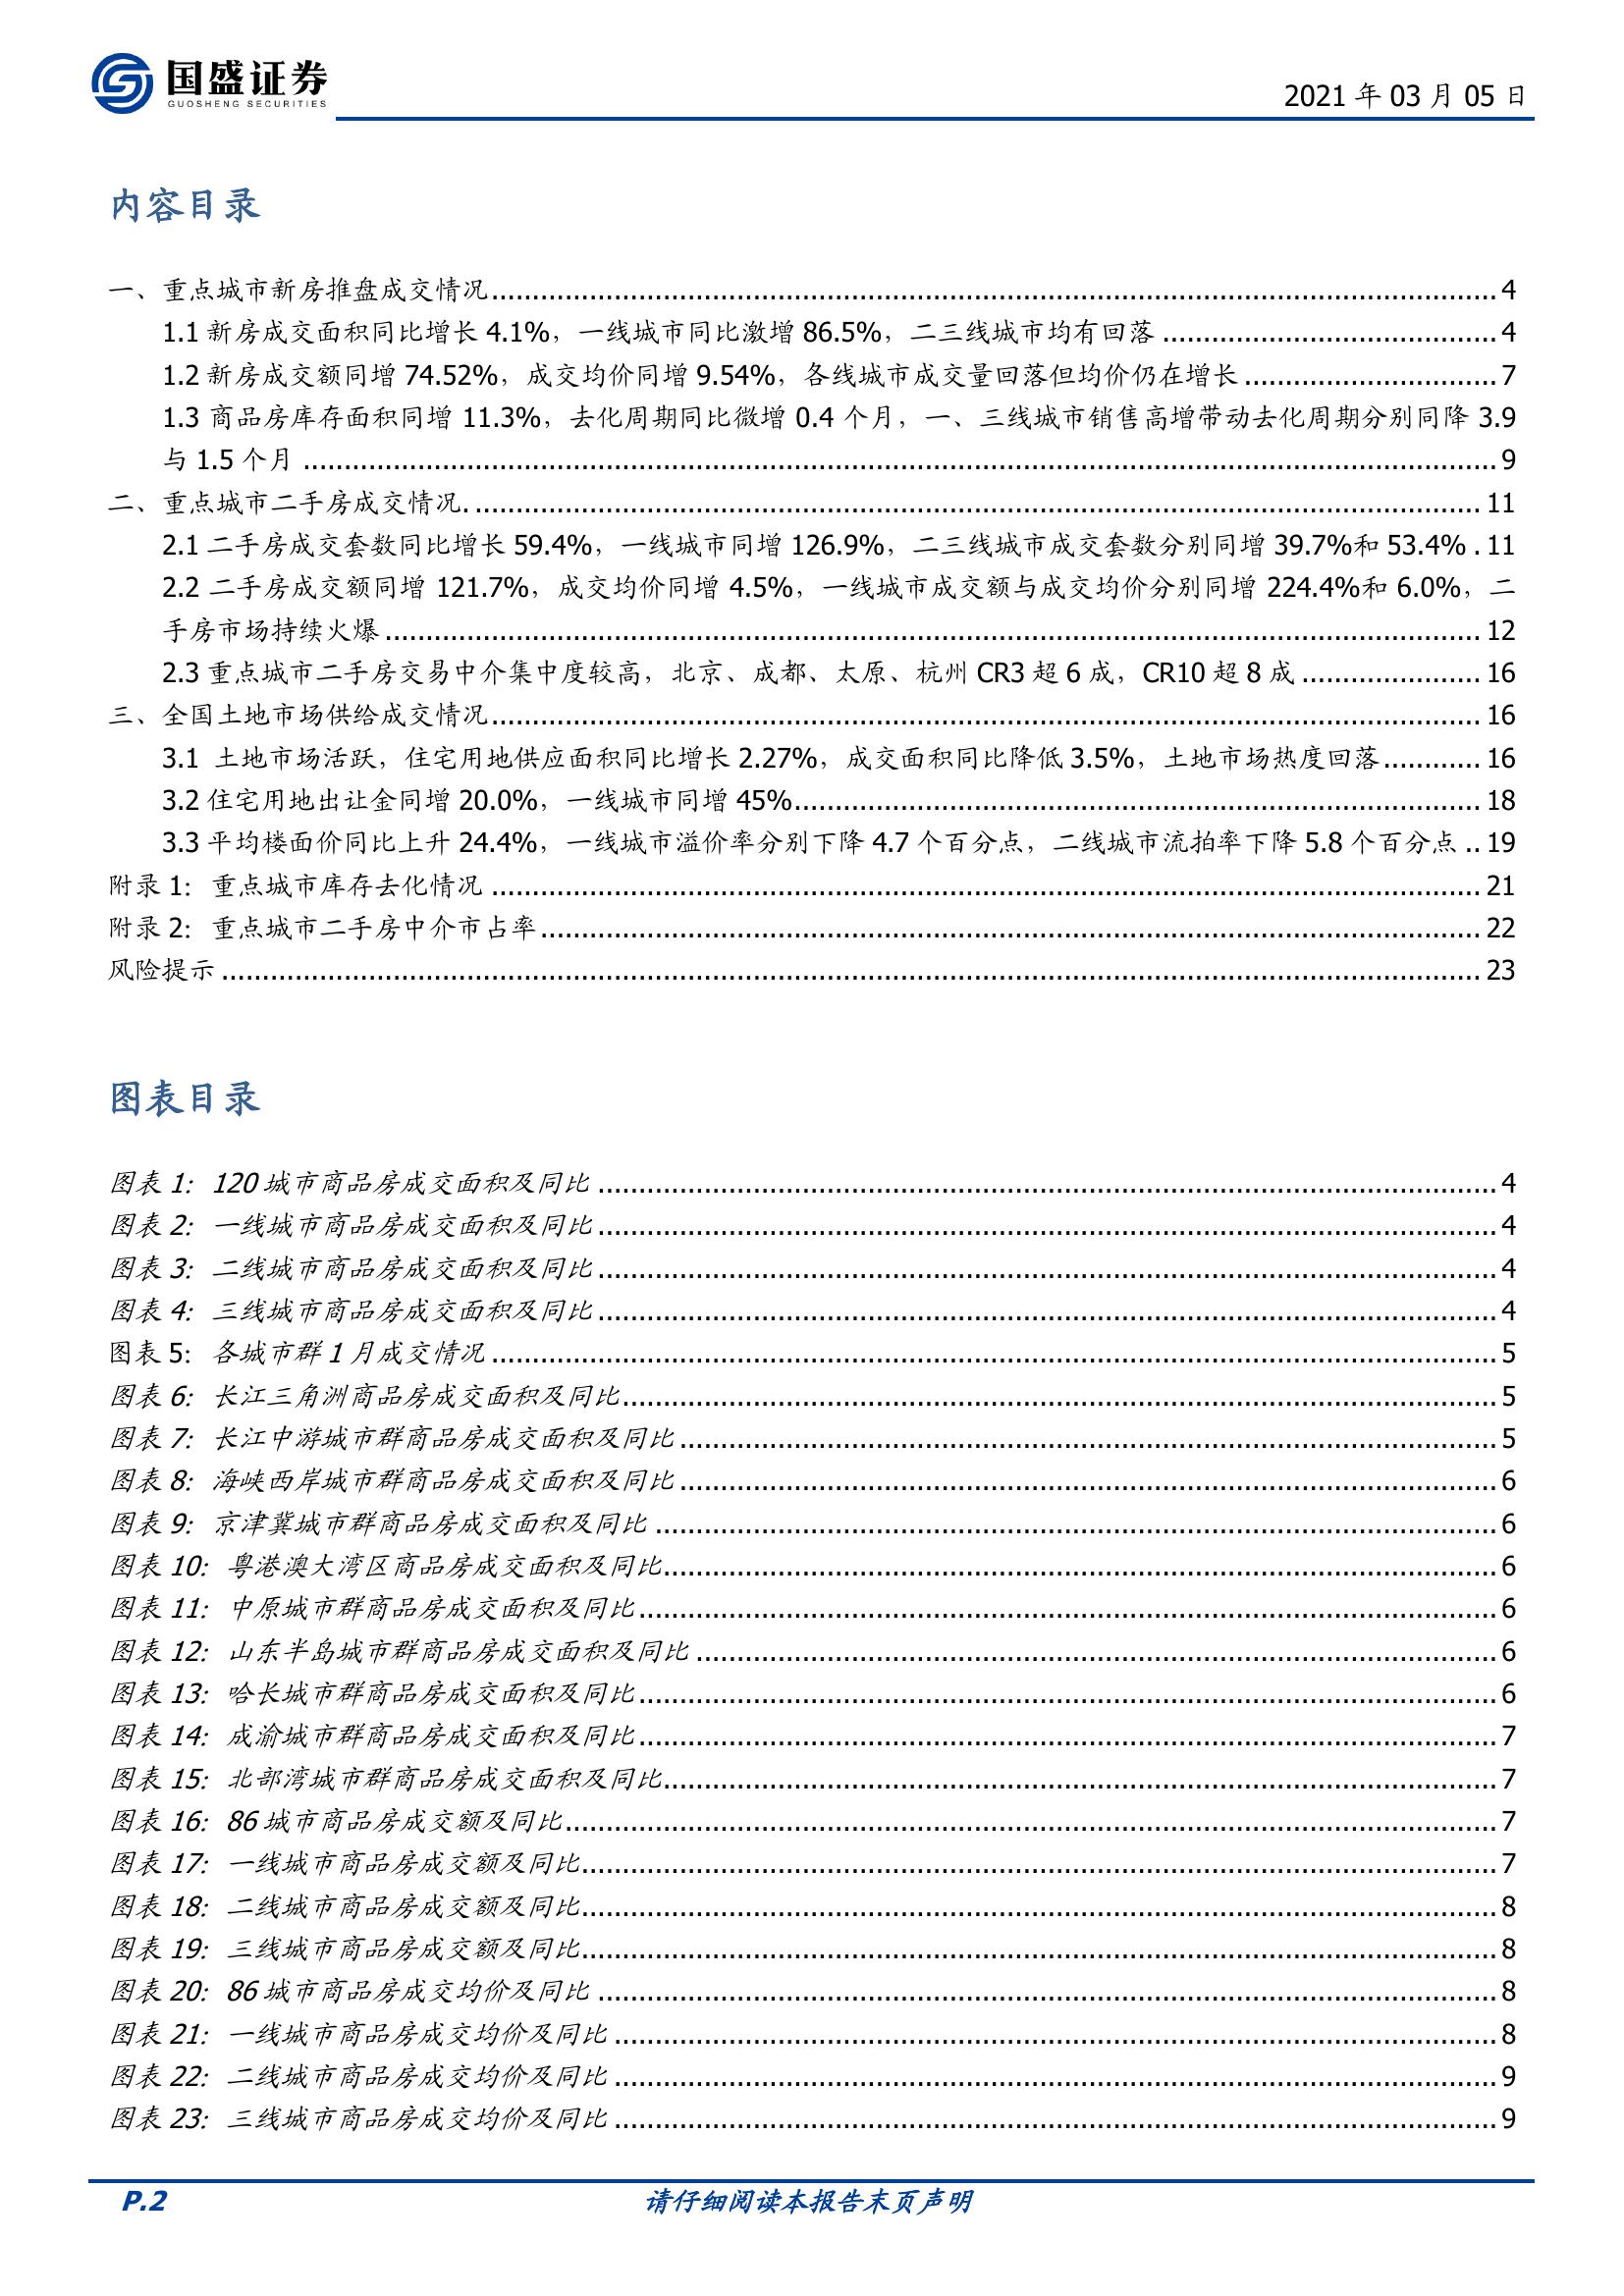 国盛证券
GUOSHENG SECURITIES
2021 年 03 月 05 日
内容目录
一、重点城市新房推盘成交情况 4
1.1 新房成交面积同比增长 4.1%，一线城市同比激增 86.5%，二三线城市均有回落 4
1.2 新房成交额同增 74.52%，成交均价同增 9.54%，各线城市成交量回落但均价仍在增长 7
1.3 商品房库存面积同增 11.3%，去化周期同比微增 0.4 个月，一、三线城市销售高增带动去化周期分别同降 3.9
与 1.5 个月 9
二、重点城市二手房成交情况. 11
2.1 二手房成交套数同比增长 59.4%，一线城市同增 126.9%，二三线城市成交套数分别同增 39.7%和 53.4% . 11
2.2 二手房成交额同增 121.7%，成交均价同增 4.5%，一线城市成交额与成交均价分别同增 224.4%和 6.0%，二
手房市场持续火爆 12
2.3 重点城市二手房交易中介集中度较高，北京、成都、太原、杭州 CR3 超 6 成，CR10 超 8 成 16
三、全国土地市场供给成交情况 16
3.1 土地市场活跃，住宅用地供应面积同比增长 2.27%，成交面积同比降低 3.5%，土地市场热度回落 16
3.2 住宅用地出让金同增 20.0%，一线城市同增 45% 18
3.3 平均楼面价同比上升 24.4%，一线城市溢价率分别下降 4.7 个百分点，二线城市流拍率下降 5.8 个百分点 .. 19
附录 1：重点城市库存去化情况 21
附录 2：重点城市二手房中介市占率 22
风险提示 23
图表目录
图表 1：120 城市商品房成交面积及同比 4
图表 2：一线城市商品房成交面积及同比 4
图表 3：二线城市商品房成交面积及同比 4
图表 4：三线城市商品房成交面积及同比 4
图表 5：各城市群 1 月成交情况 5
图表 6：长江三角洲商品房成交面积及同比 5
图表 7：长江中游城市群商品房成交面积及同比 5
图表 8：海峡西岸城市群商品房成交面积及同比 6
图表 9：京津冀城市群商品房成交面积及同比 6
图表 10：粤港澳大湾区商品房成交面积及同比 6
图表 11：中原城市群商品房成交面积及同比 6
图表 12：山东半岛城市群商品房成交面积及同比 6
图表 13：哈长城市群商品房成交面积及同比 6
图表 14：成渝城市群商品房成交面积及同比 7
图表 15：北部湾城市群商品房成交面积及同比 7
图表 16：86 城市商品房成交额及同比 7
图表 17：一线城市商品房成交额及同比 7
图表 18：二线城市商品房成交额及同比 8
图表 19：三线城市商品房成交额及同比 8
图表 20：86 城市商品房成交均价及同比 8
图表 21：一线城市商品房成交均价及同比 8
图表 22：二线城市商品房成交均价及同比 9
图表 23：三线城市商品房成交均价及同比 9
P.2
请仔细阅读本报告末页声明